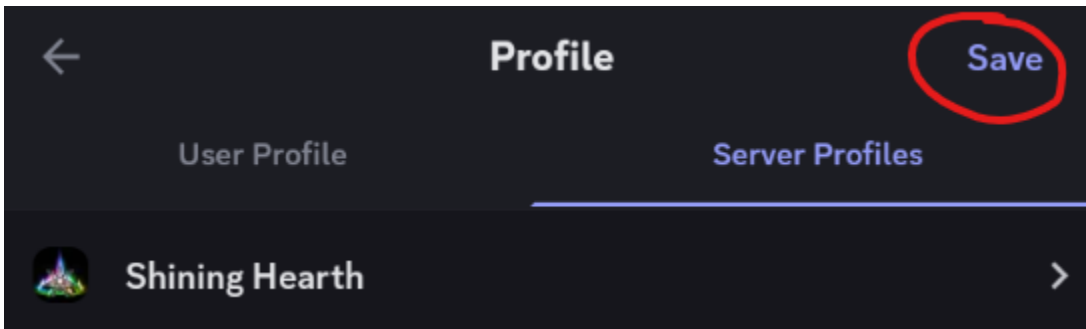 Profile
Save
User Profile
Server Profiles
Shining Hearth